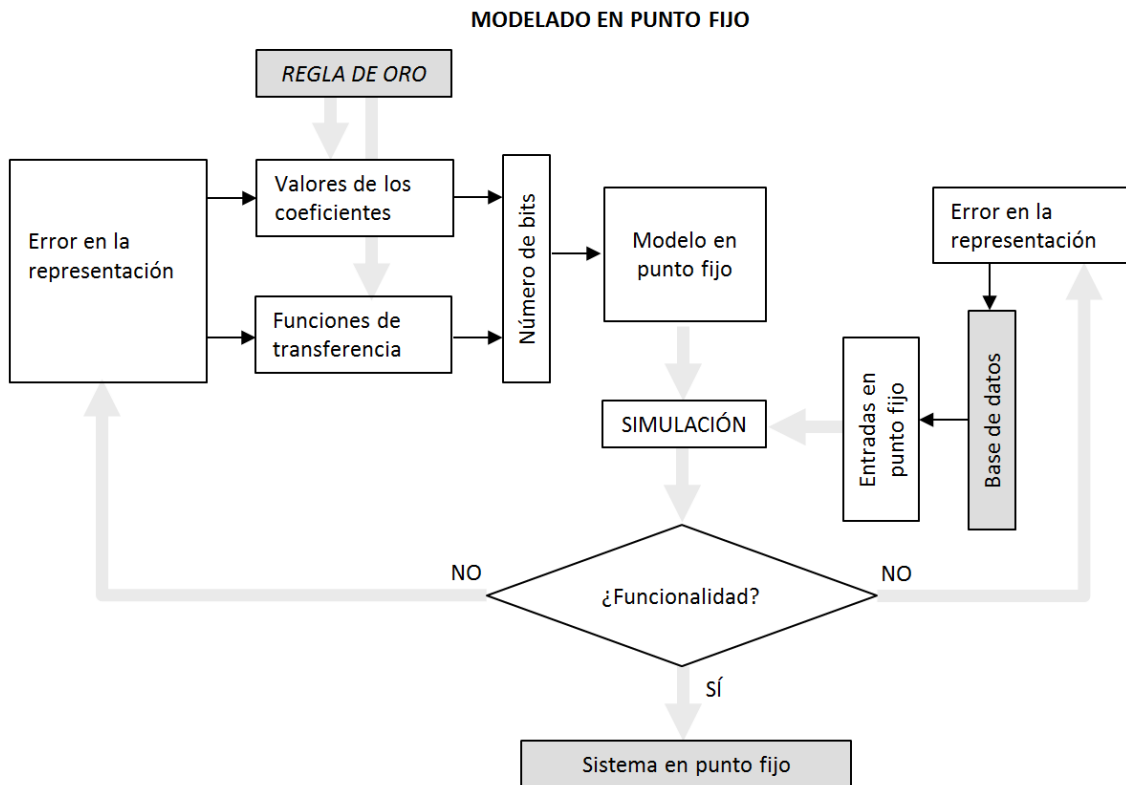 MODELADO EN PUNTO FIJO
REGLA DE ORO
Error en la
representación
Valores de los
coeficientes
Funciones de
transferencia
Número de bits
Modelo en
punto fijo
Error en la
representación
SIMULACIÓN
Entradas en
punto fijo
Base de datos
NO
¿Funcionalidad?
NO
SÍ
Sistema en punto fijo